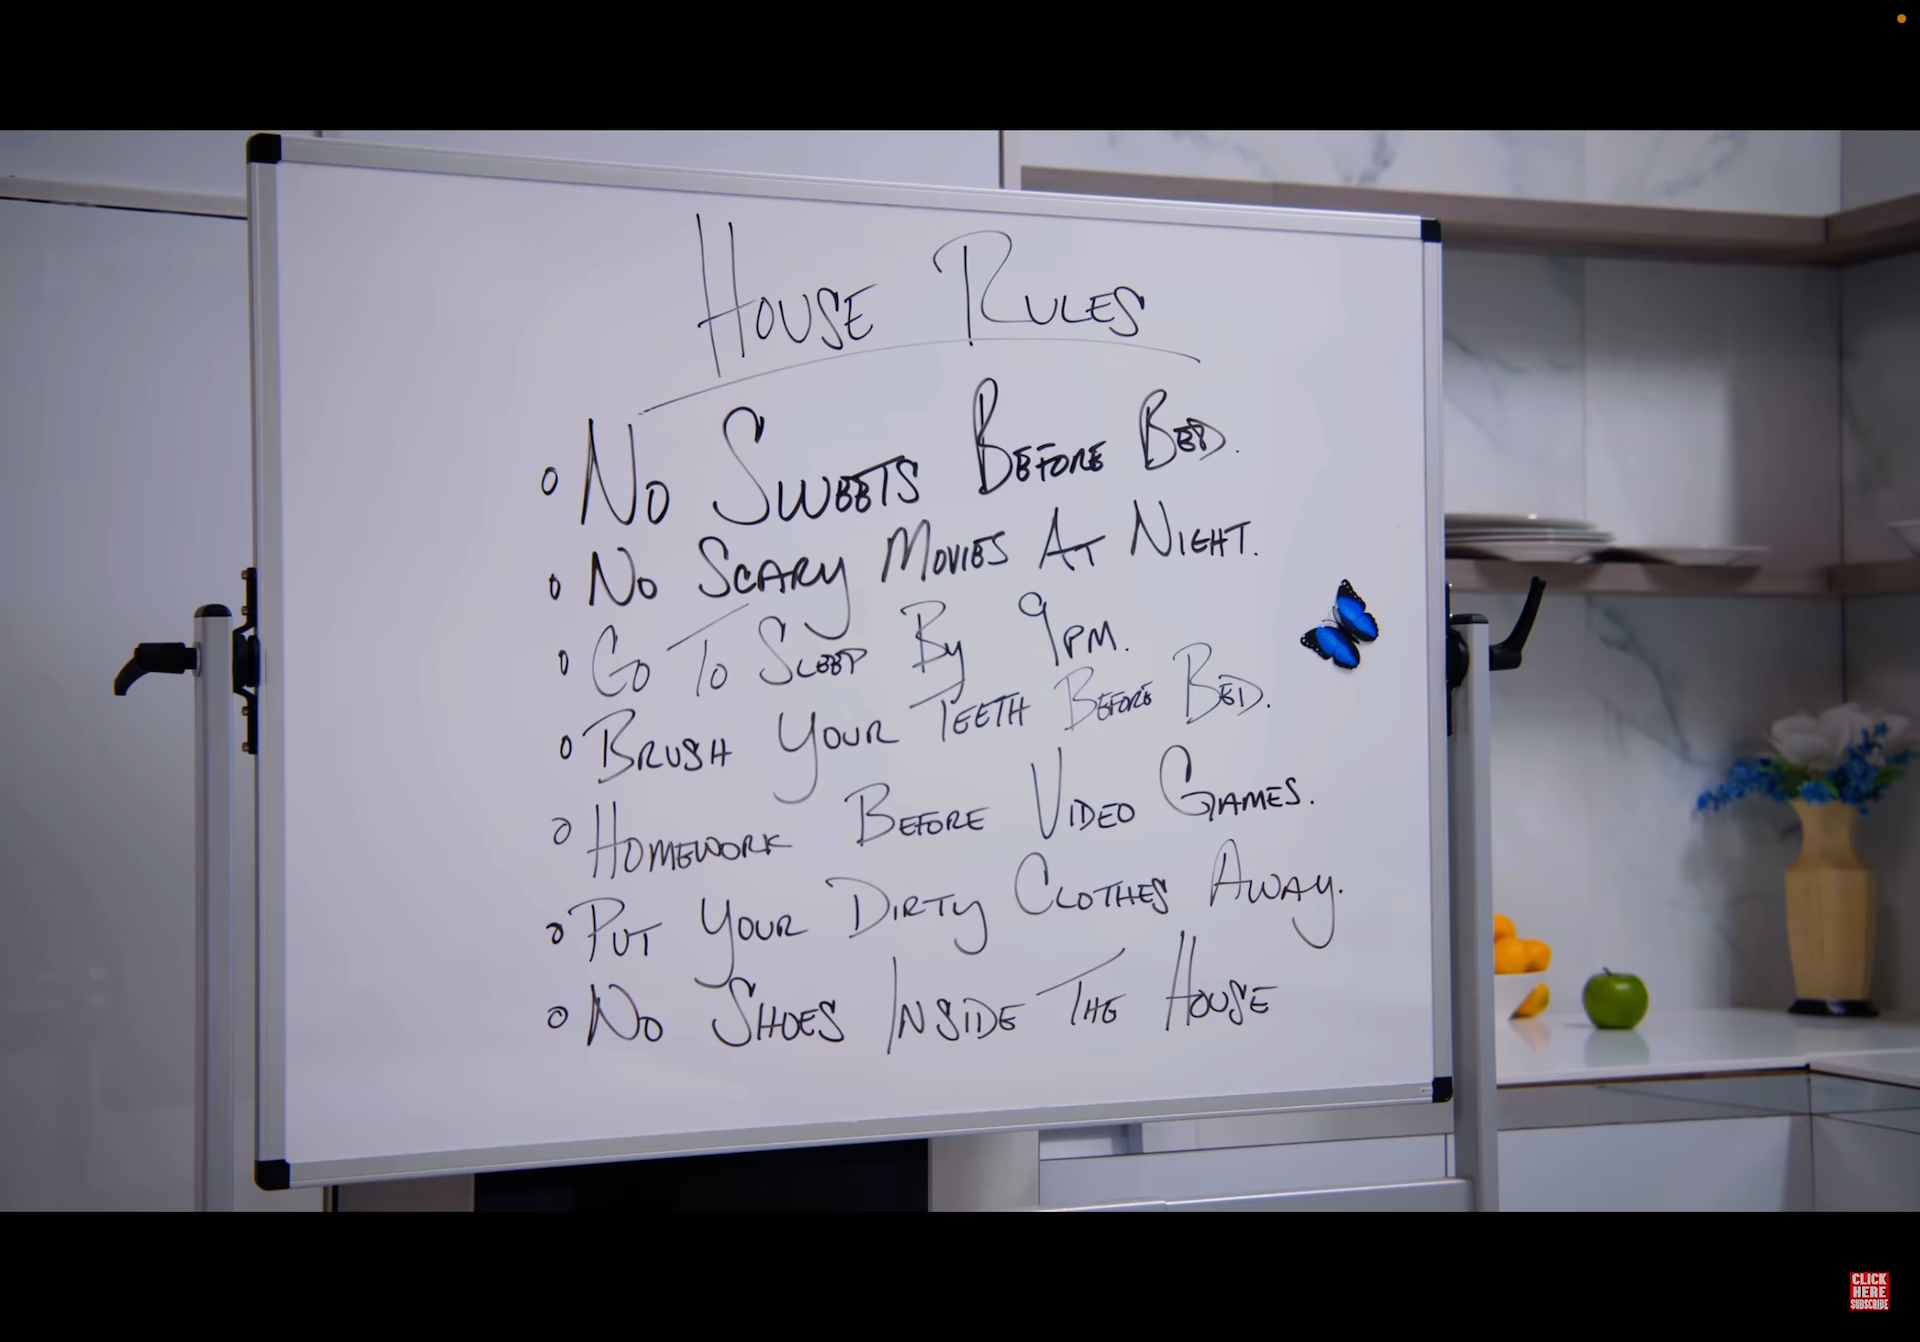 House Rules
o No Sweets Before Bed.
o No Scary Movies At Night.
o Go To Sleep By 9pm.
o Brush Your Teeth Before Bed.
o Homework Before Video Games.
o Put Your Dirty Clothes Away.
o No Shoes Inside The House
CLICK
HERE
SUBSCRIBE